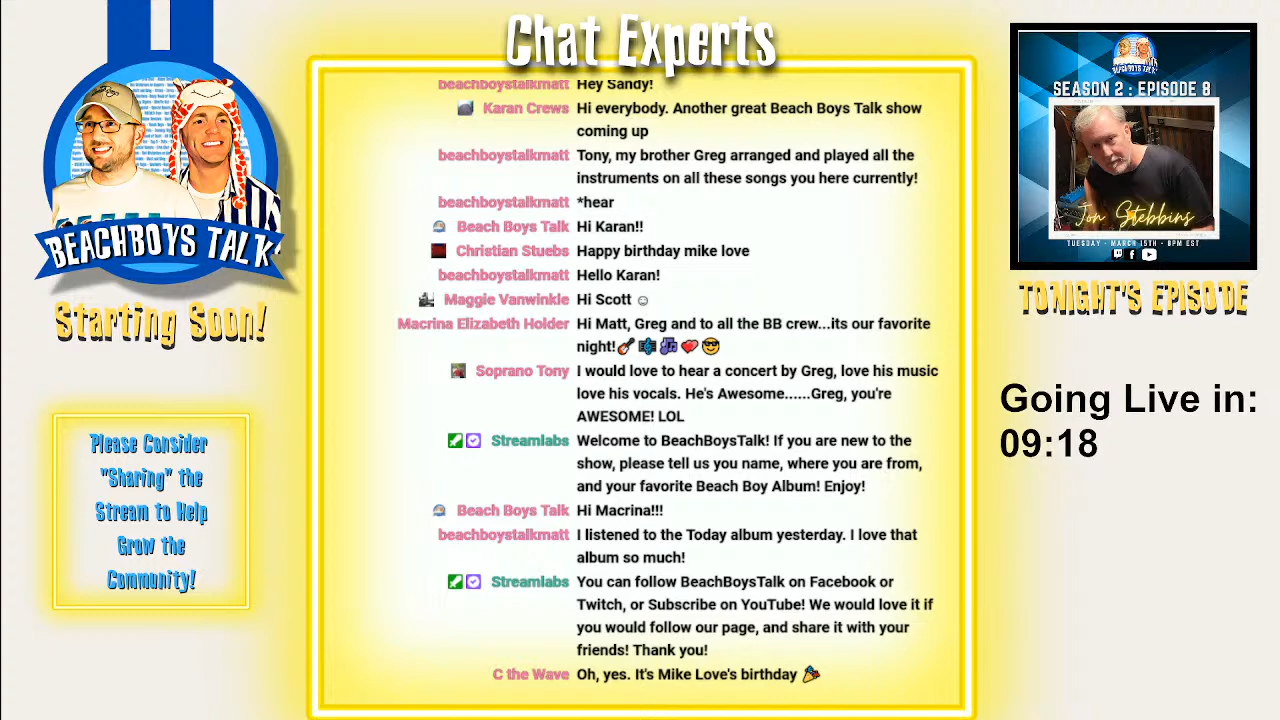 Chat Experts
beachboystalkmatt Hey Sandy!
Karan Crews Hi everybody. Another great Beach Boys Talk show
coming up
beachboystalkmatt Tony, my brother Greg arranged and played all the
instruments on all these songs you here currently!
beachboystalkmatt *hear
Beach Boys Talk Hi Karan!!
Christian Stuebs Happy birthday mike love
beachboystalkmatt Hello Karan!
Maggie Vanwinkle Hi Scott ☺
Macrina Elizabeth Holder Hi Matt, Greg and to all the BB crew...its our favorite
night!🎸🎼🎶💓😎
Soprano Tony I would love to hear a concert by Greg, love his music
love his vocals. He's Awesome......Greg, you're
AWESOME! LOL
Streamlabs Welcome to BeachBoysTalk! If you are new to the
show, please tell us you name, where you are from,
and your favorite Beach Boy Album! Enjoy!
Beach Boys Talk Hi Macrina!!!
beachboystalkmatt I listened to the Today album yesterday. I love that
album so much!
Streamlabs You can follow BeachBoysTalk on Facebook or
Twitch, or Subscribe on YouTube! We would love it if
you would follow our page, and share it with your
friends! Thank you!
C the Wave Oh, yes. It's Mike Love's birthday 🎉
BEACHBOYS TALK
Starting Soon!
Please Consider
"Sharing" the
Stream to Help
Grow the
Community!
BEACHBOYS TALK
SEASON 2 : EPISODE 8
Jon Stebbins
TUESDAY - MARCH 15TH - 8PM EST
TONIGHT'S EPISODE
Going Live in:
09:18